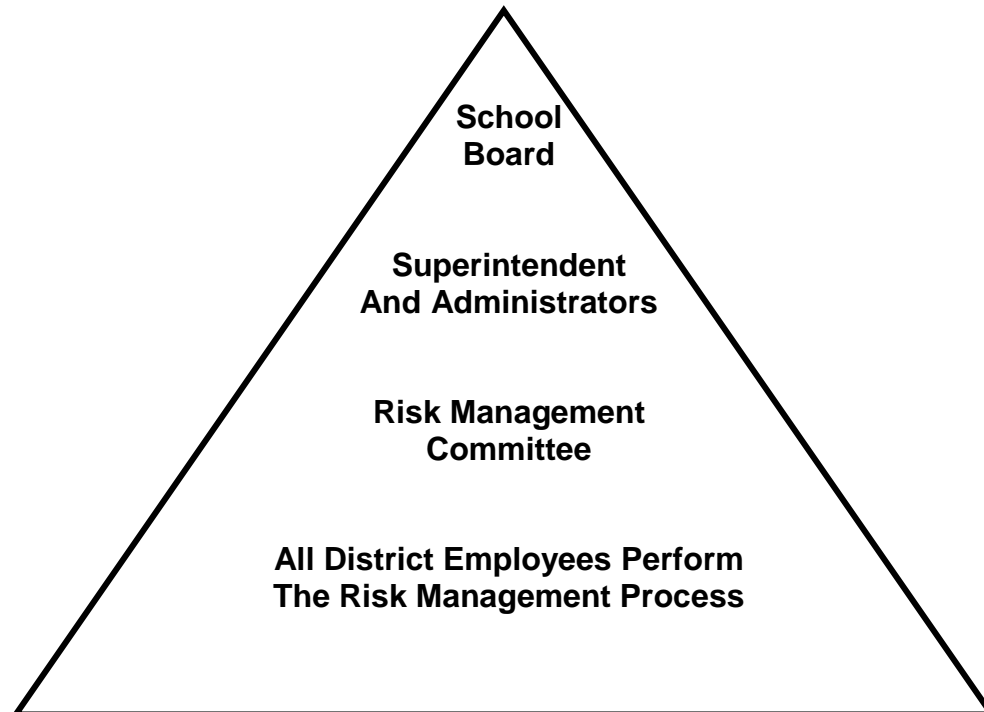 School
Board
Superintendent
And Administrators
Risk Management
Committee
All District Employees Perform
The Risk Management Process